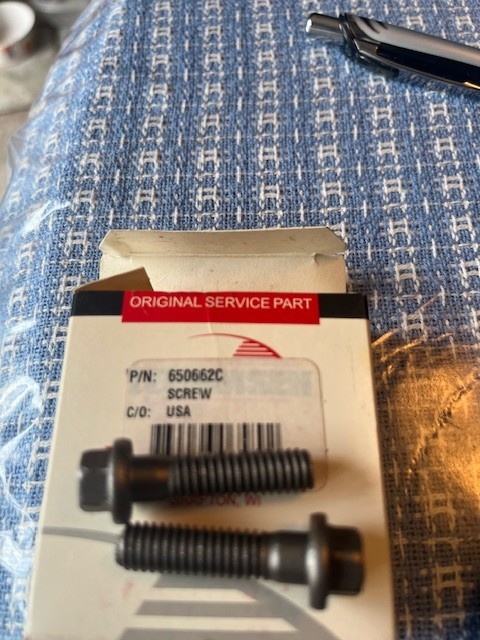 ORIGINAL SERVICE PART
P/N: 650662C
SCREW
C/O: USA